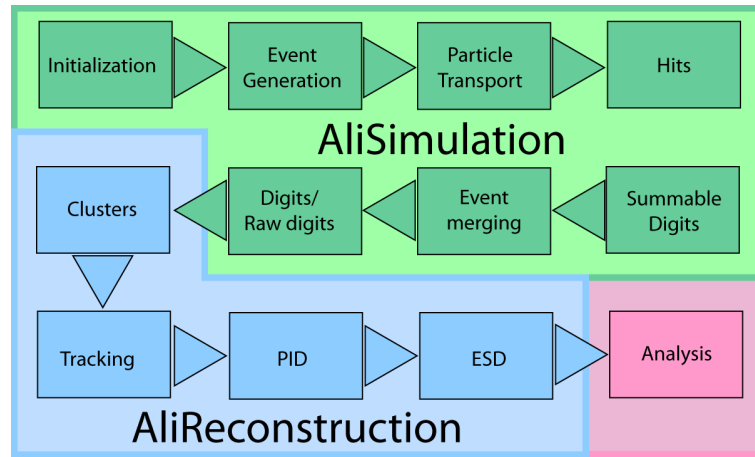 Initialization
Event
Generation
Particle
Transport
Hits
AliSimulation
Clusters
Digits/
Raw digits
Event
merging
Summable
Digits
Tracking
PID
ESD
Analysis
AliReconstruction